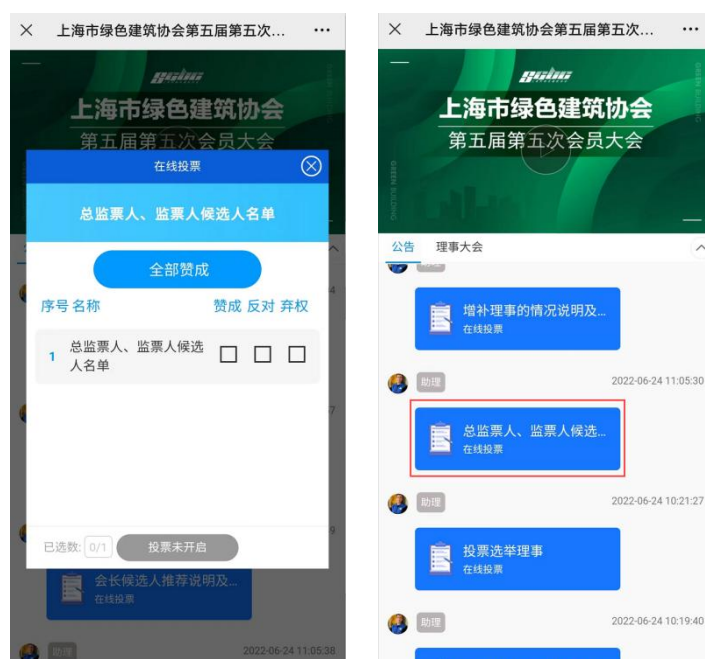 上海市绿色建筑协会第五届第五次...
上海市绿色建筑协会
第五届第五次会员大会
在线投票
总监票人、监票人候选人名单
全部赞成
序号 名称 赞成 反对 弃权
1 总监票人、监票人候选
人名单
已选数: 0/1 投票未开启
会长候选人推荐说明及...
在线投票
助理 2022-06-24 11:05:38
上海市绿色建筑协会第五届第五次...
上海市绿色建筑协会
第五届第五次会员大会
GREEN BUILDING
GREEN BUILDING
公告 理事大会
助理
增补理事的情况说明及...
在线投票
助理 2022-06-24 11:05:30
总监票人、监票人候选...
在线投票
助理 2022-06-24 10:21:27
投票选举理事
在线投票
助理 2022-06-24 10:19:40